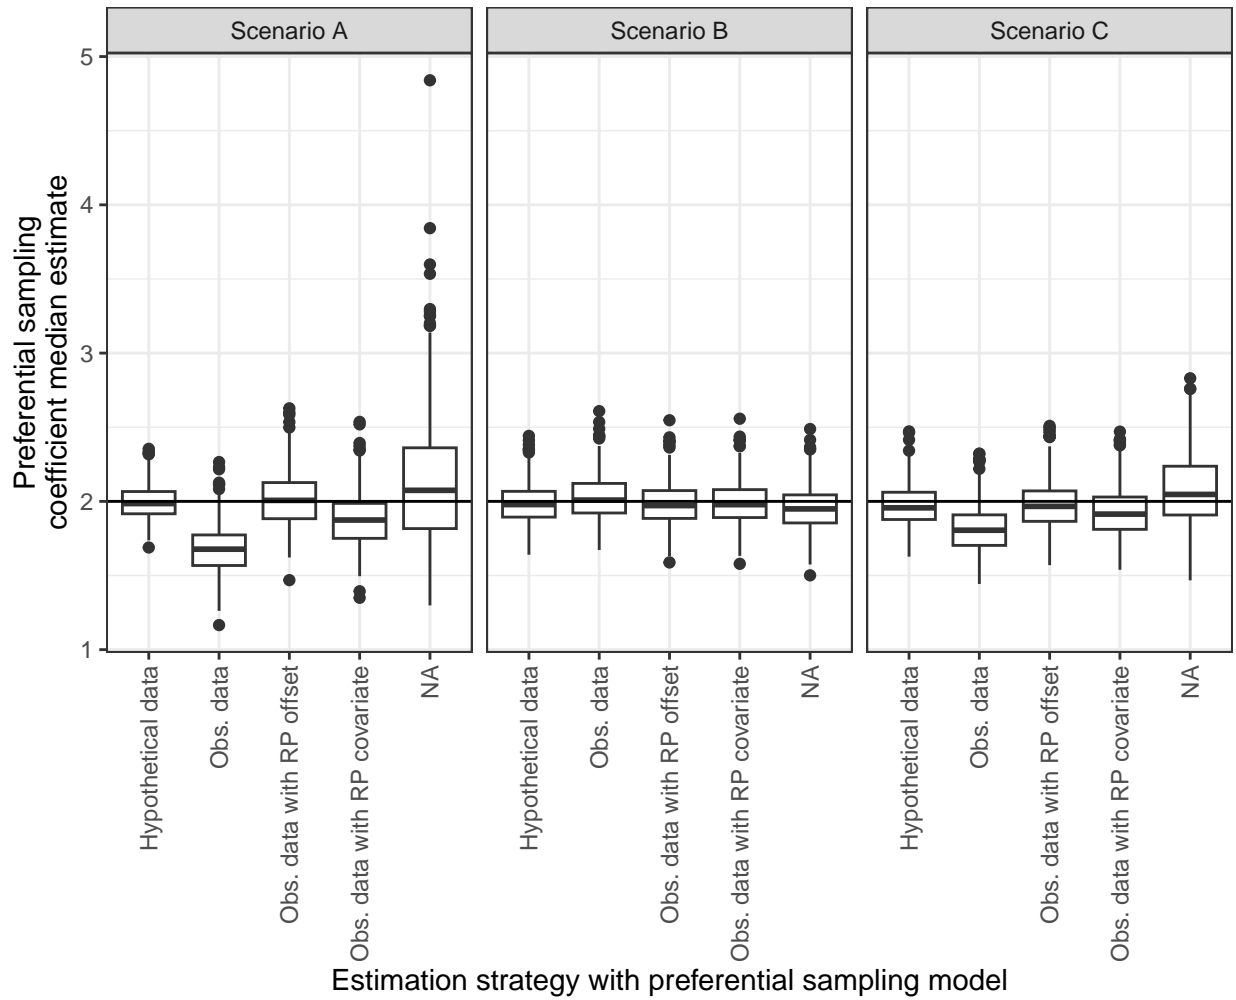 Scenario A
Scenario B
Scenario C
Preferential sampling
coefficient median estimate
5
4
3
2
1
Hypothetical data
Obs. data
Obs. data with RP offset
Obs. data with RP covariate
NA
Hypothetical data
Obs. data
Obs. data with RP offset
Obs. data with RP covariate
NA
Hypothetical data
Obs. data
Obs. data with RP offset
Obs. data with RP covariate
NA
Estimation strategy with preferential sampling model